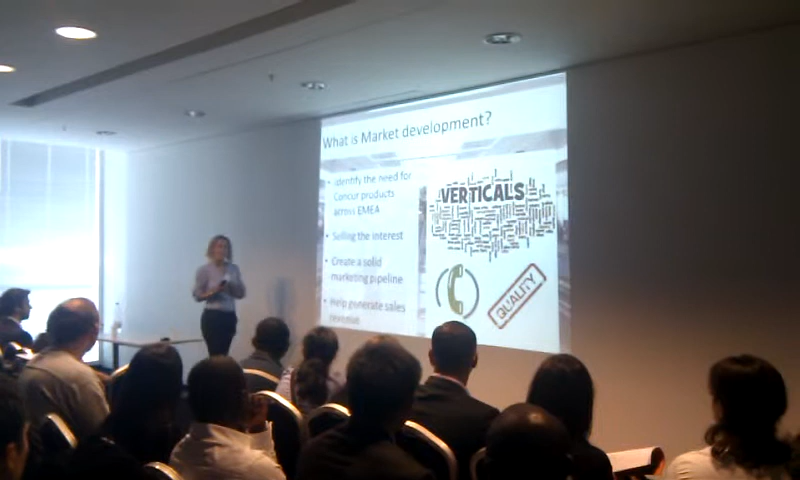 What is Market development?
• Identify the need for
Concur products
across EMEA
• Selling the interest
• Create a solid
marketing pipeline
• Help generate sales
revenue
VERTICALS
QUALITY